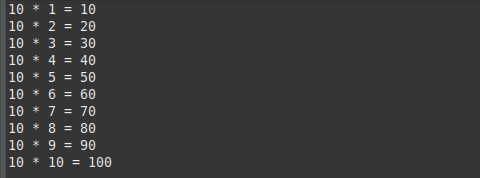 10 * 1 = 10
10 * 2 = 20
10 * 3 = 30
10 * 4 = 40
10 * 5 = 50
10 * 6 = 60
10 * 7 = 70
10 * 8 = 80
10 * 9 = 90
10 * 10 = 100